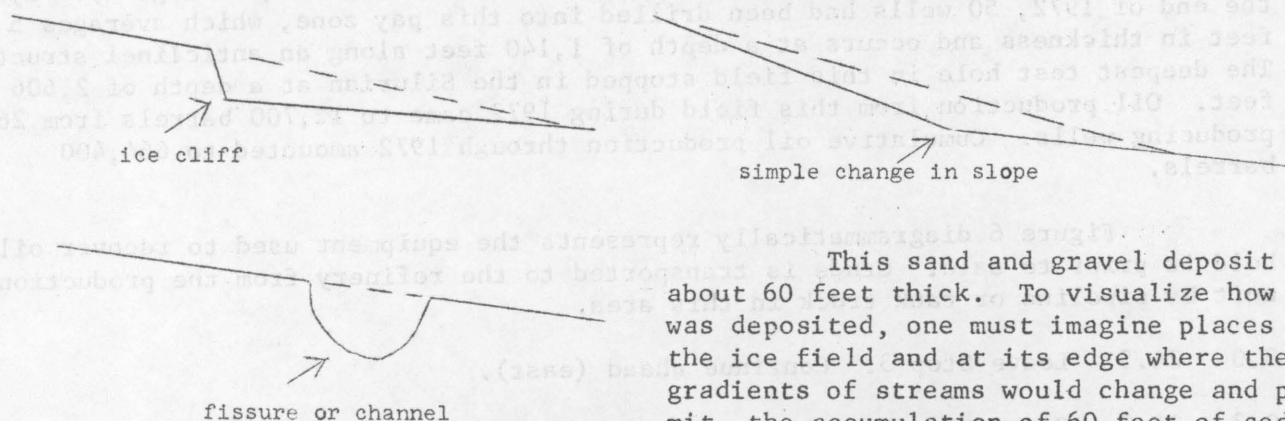 ice cliff
simple change in slope
fissure or channel
This sand and gravel deposit
about 60 feet thick. To visualize how
was deposited, one must imagine places
the ice field and at its edge where the
gradients of streams would change and p
mit, the accumulation of 60 feet of sed